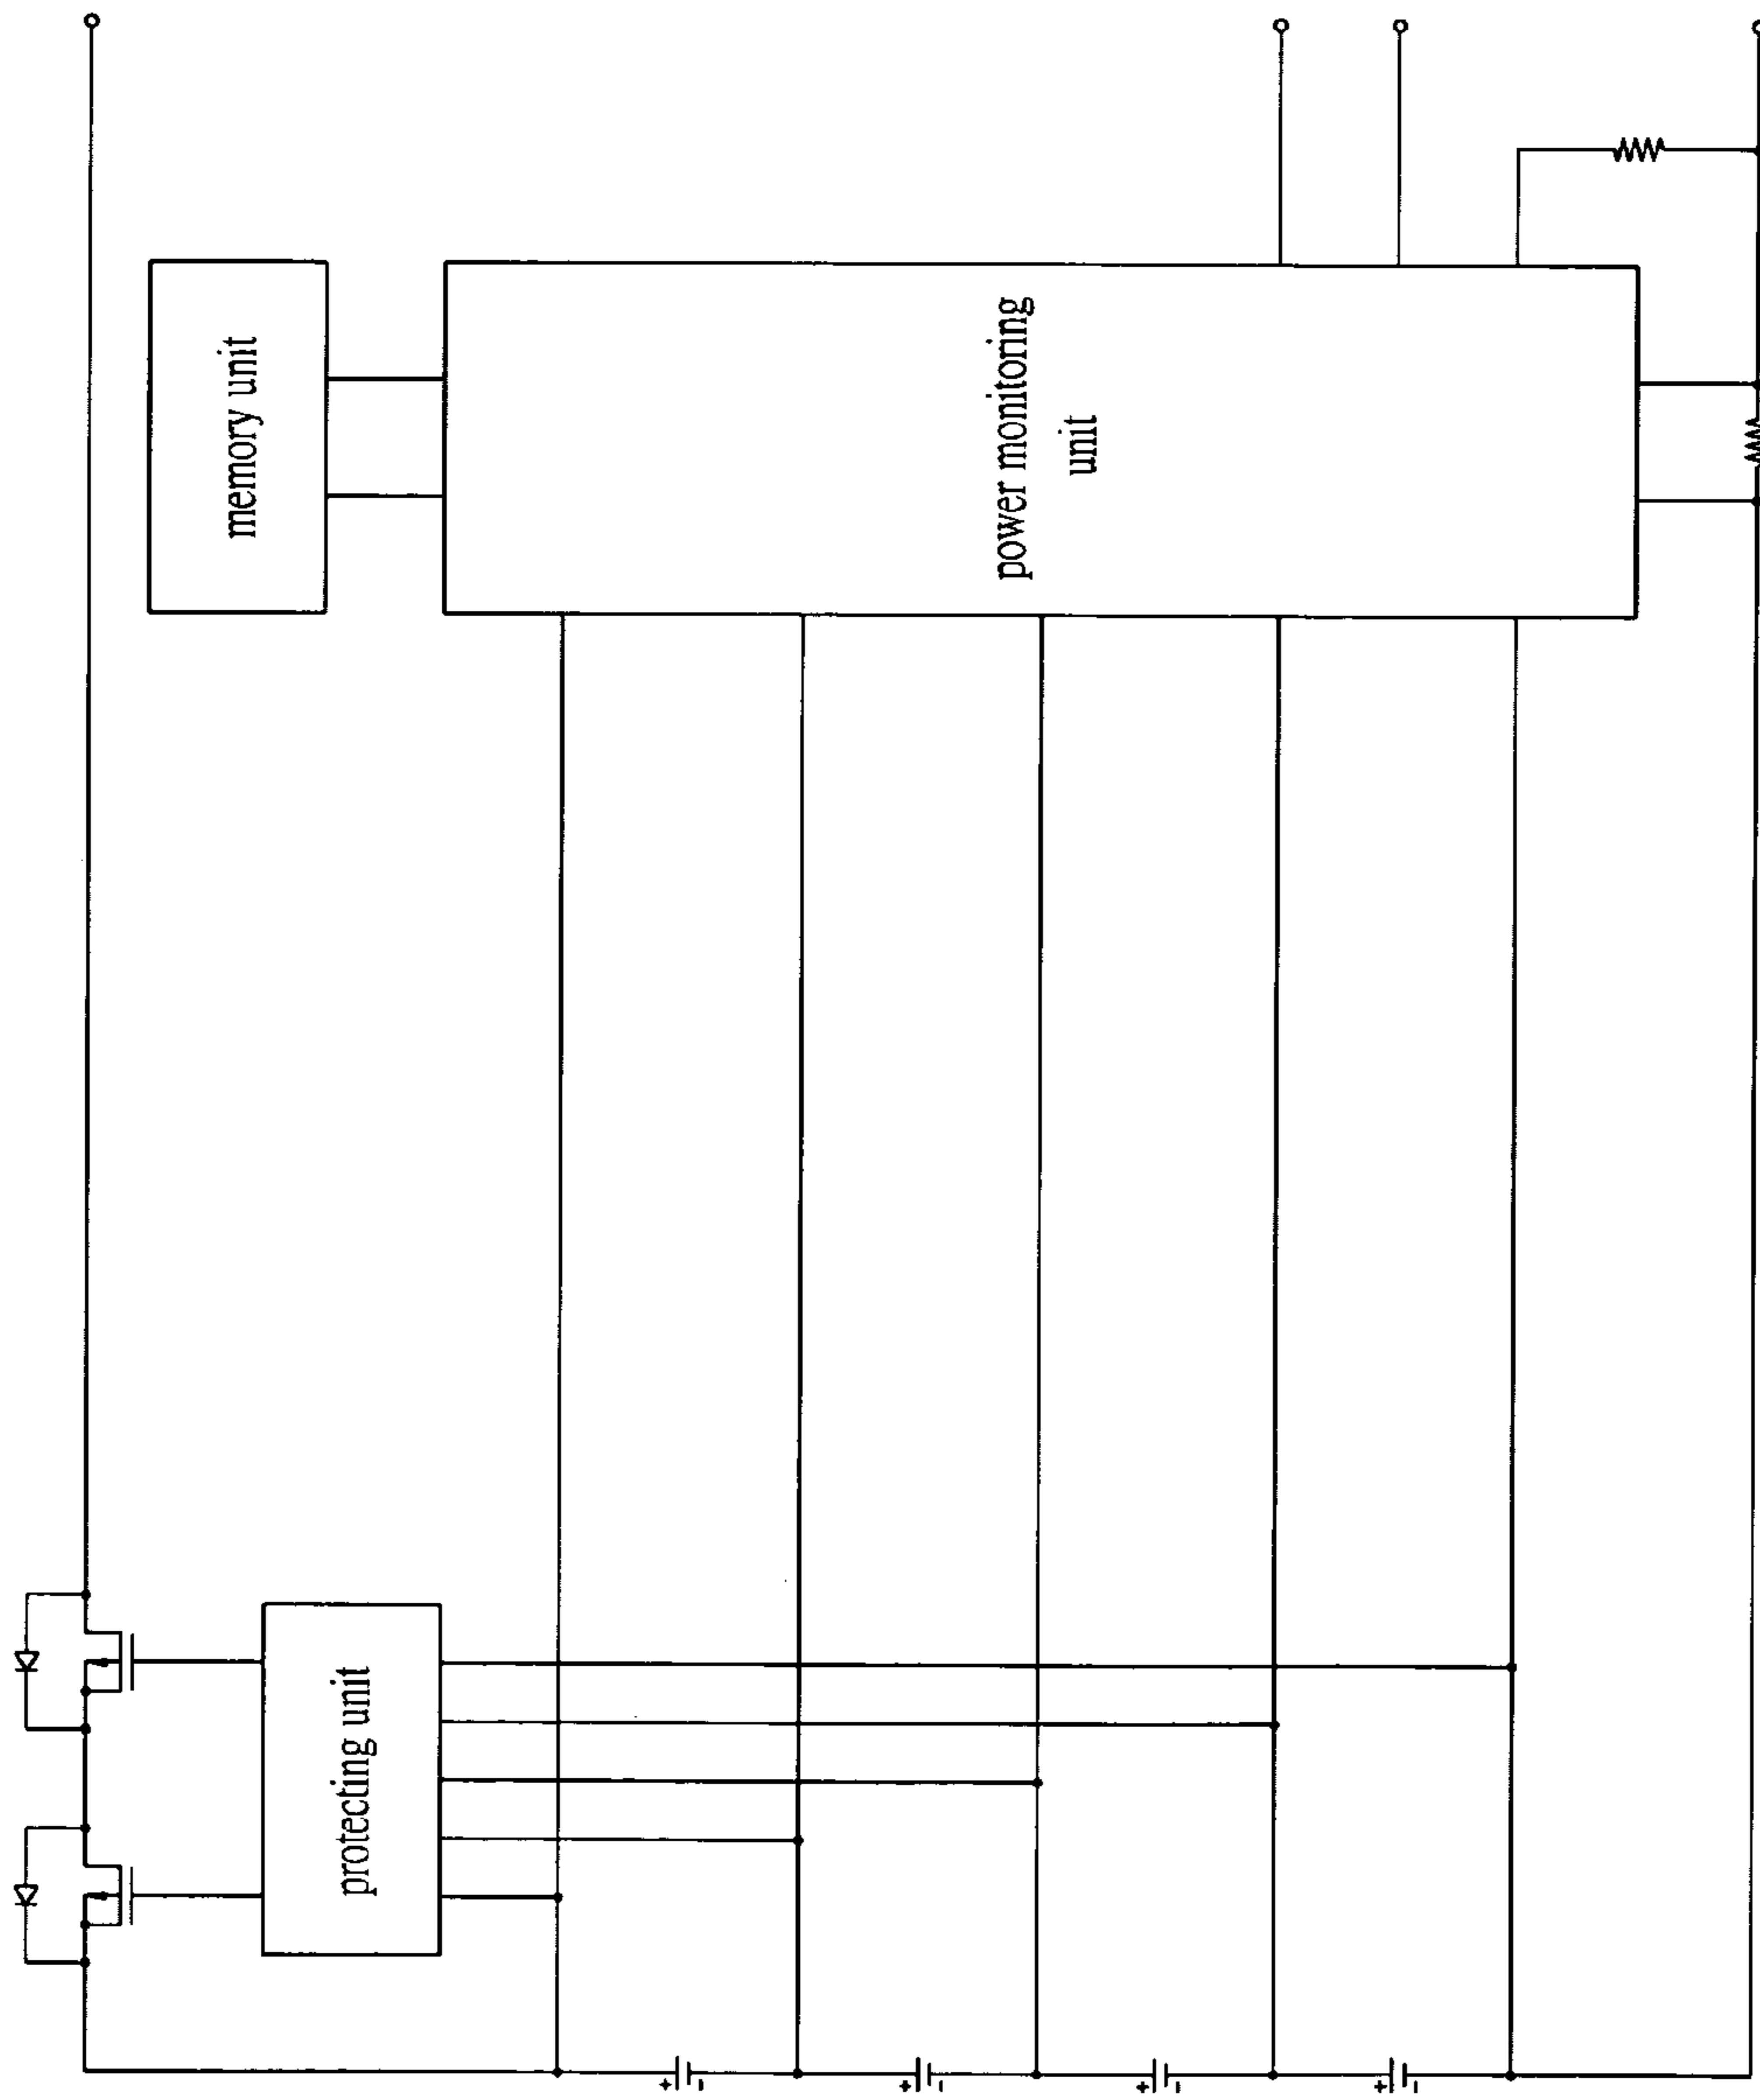 memory unit
power monitoring
unit
protecting unit
+ -
+ -
+ -
+ -